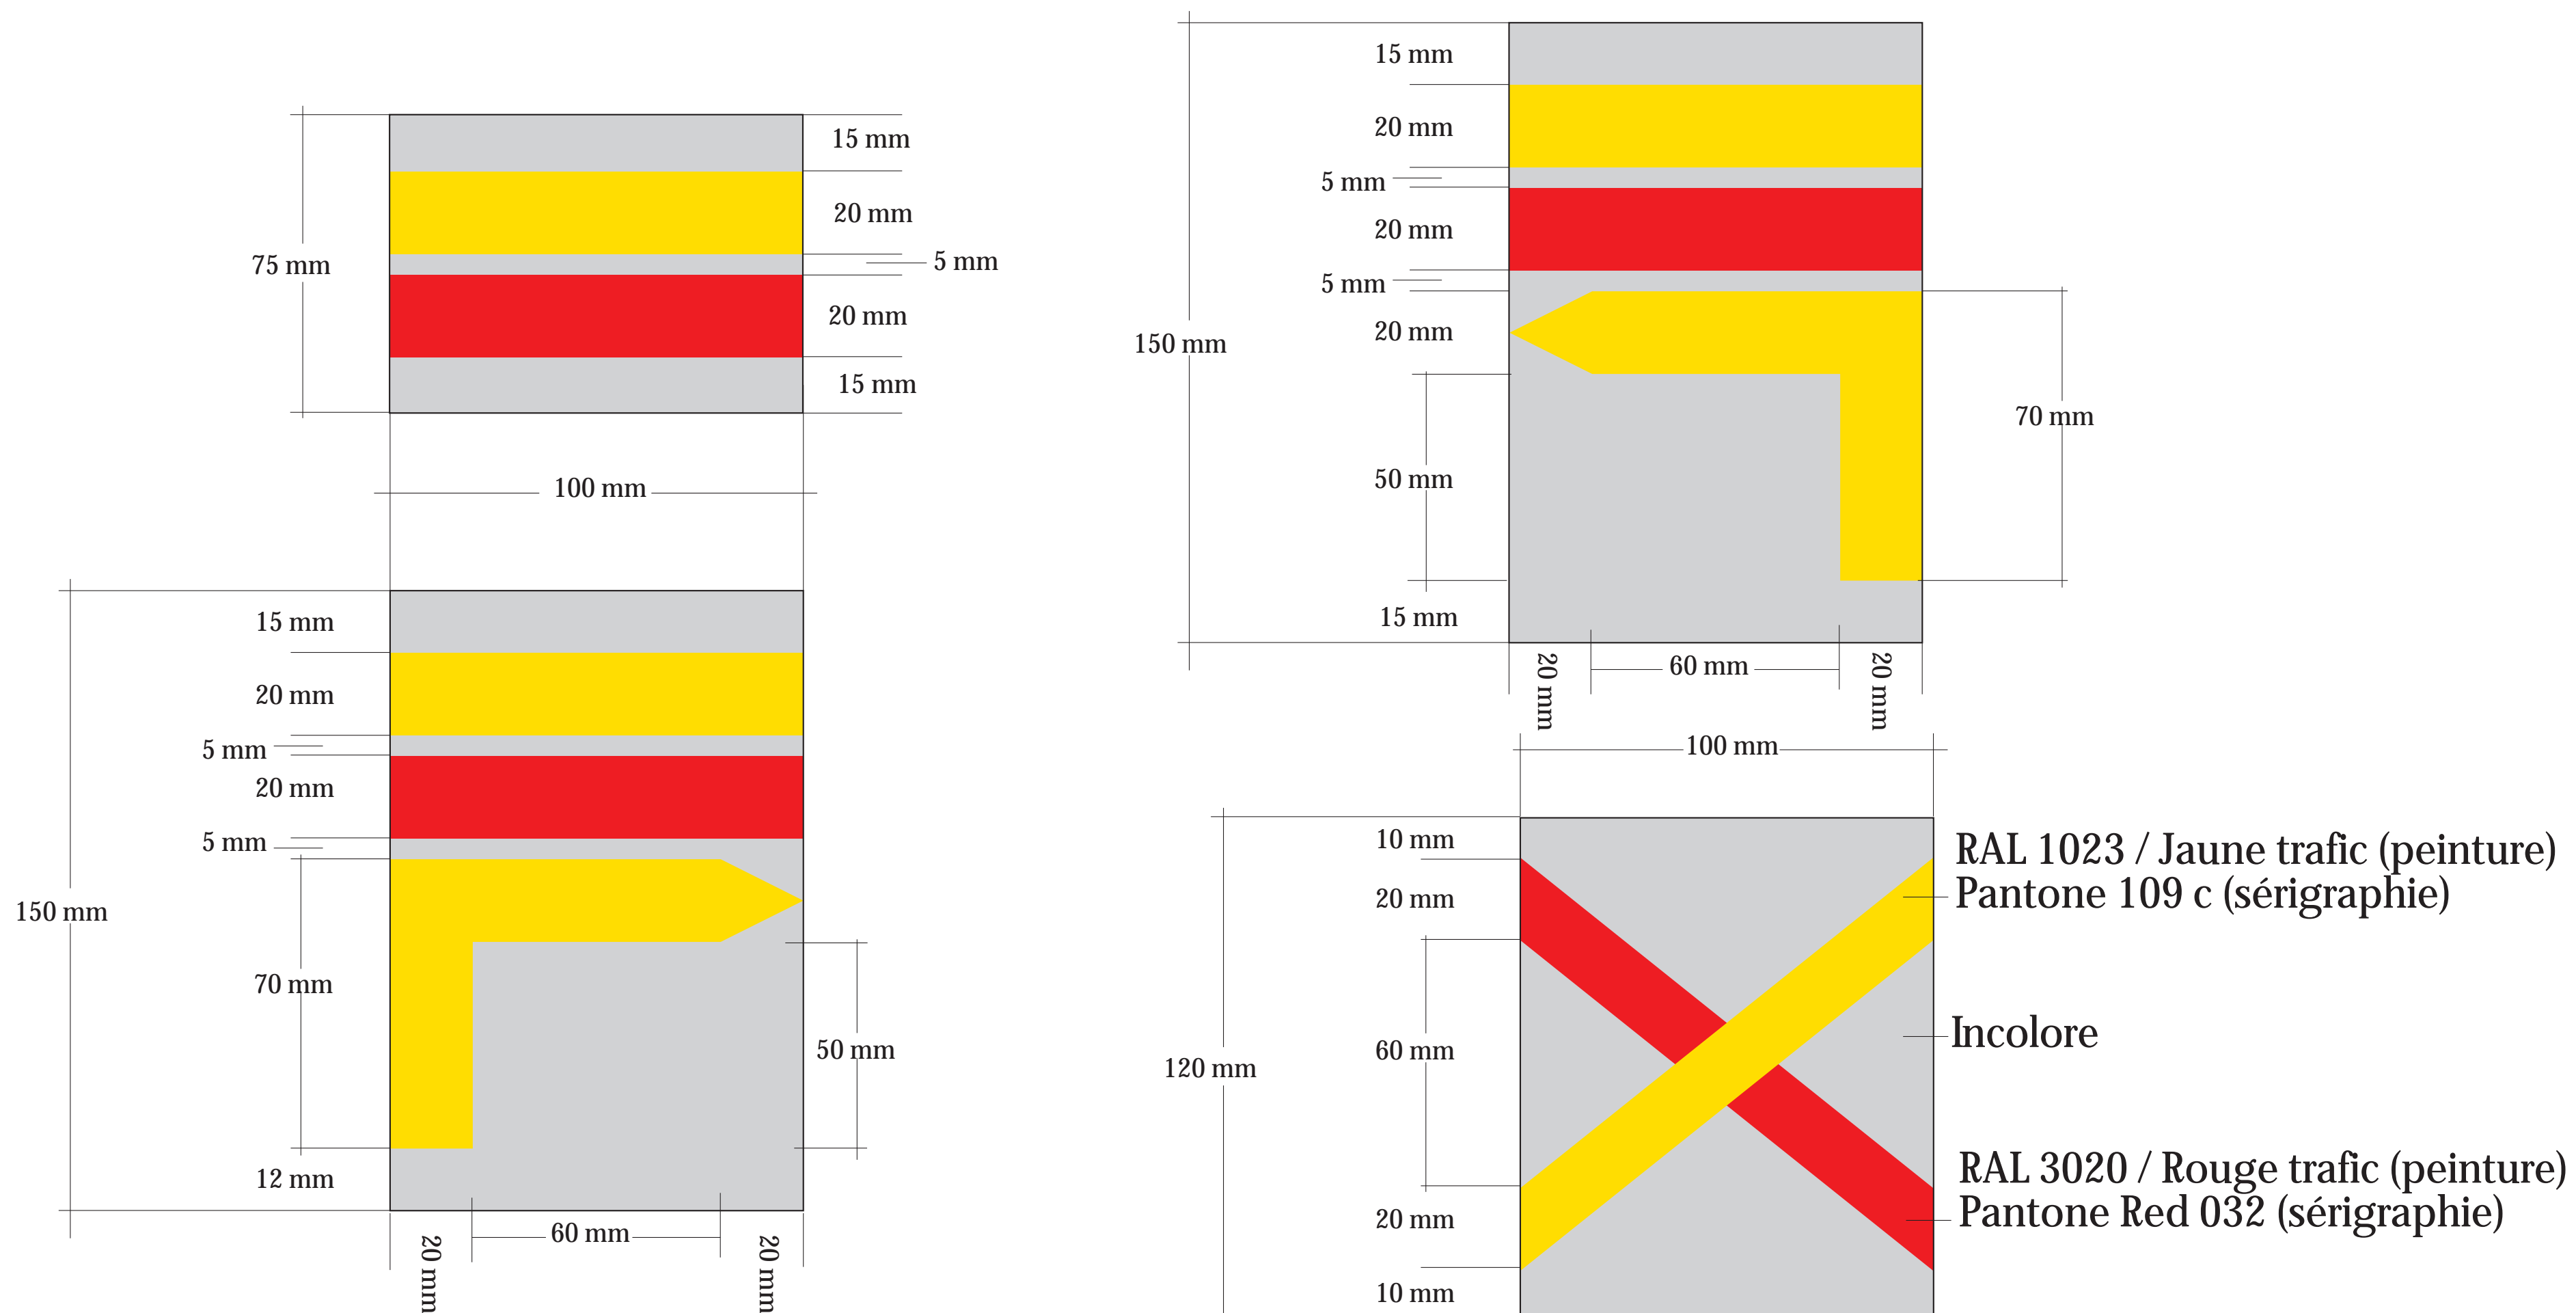 15 mm
20 mm
75 mm
5 mm
20 mm
15 mm
100 mm
15 mm
20 mm
5 mm
20 mm
5 mm
150 mm
70 mm
50 mm
12 mm
60 mm
20 mm
20 mm
15 mm
20 mm
5 mm
20 mm
5 mm
20 mm
150 mm
70 mm
50 mm
15 mm
20 mm
60 mm
20 mm
100 mm
10 mm
20 mm
60 mm
120 mm
20 mm
10 mm
RAL 1023 / Jaune trafic (peinture)
Pantone 109 c (sérigraphie)
Incolore
RAL 3020 / Rouge trafic (peinture)
Pantone Red 032 (sérigraphie)